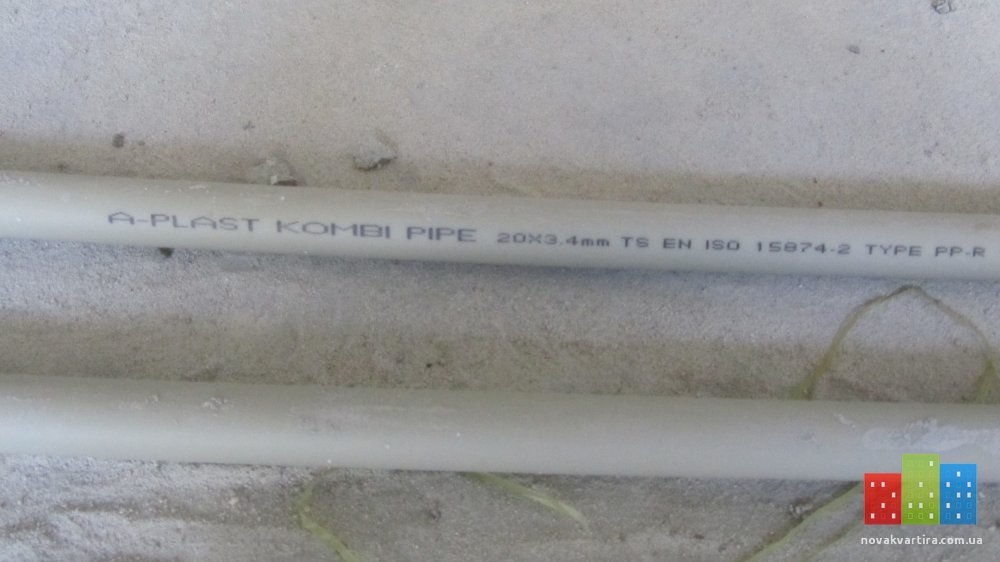 A-PLAST KOMBI PIPE 20X3.4mm TS EN ISO 15874-2 TYPE PP-R
novakvartira.com.ua